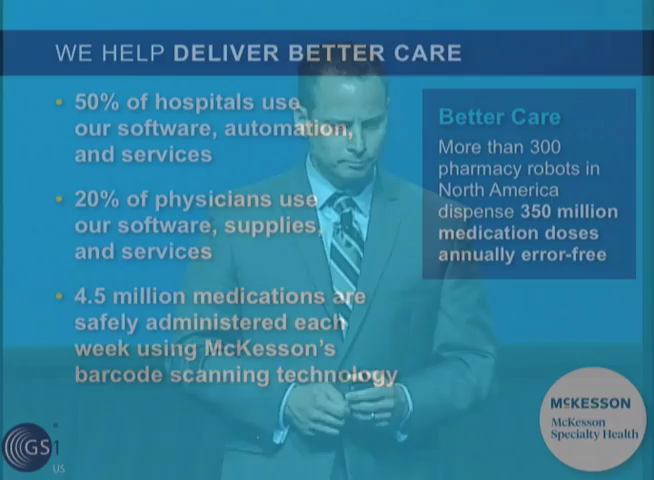 WE HELP DELIVER BETTER CARE
• 50% of hospitals use
our software, automation,
and services
• 20% of physicians use
our software, supplies,
and services
• 4.5 million medications are
safely administered each
week using McKesson's
barcode scanning technology
Better Care
More than 300
pharmacy robots in
North America
dispense 350 million
medication doses
annually error-free
GS1
®
US
MCKESSON
McKesson
Specialty Health